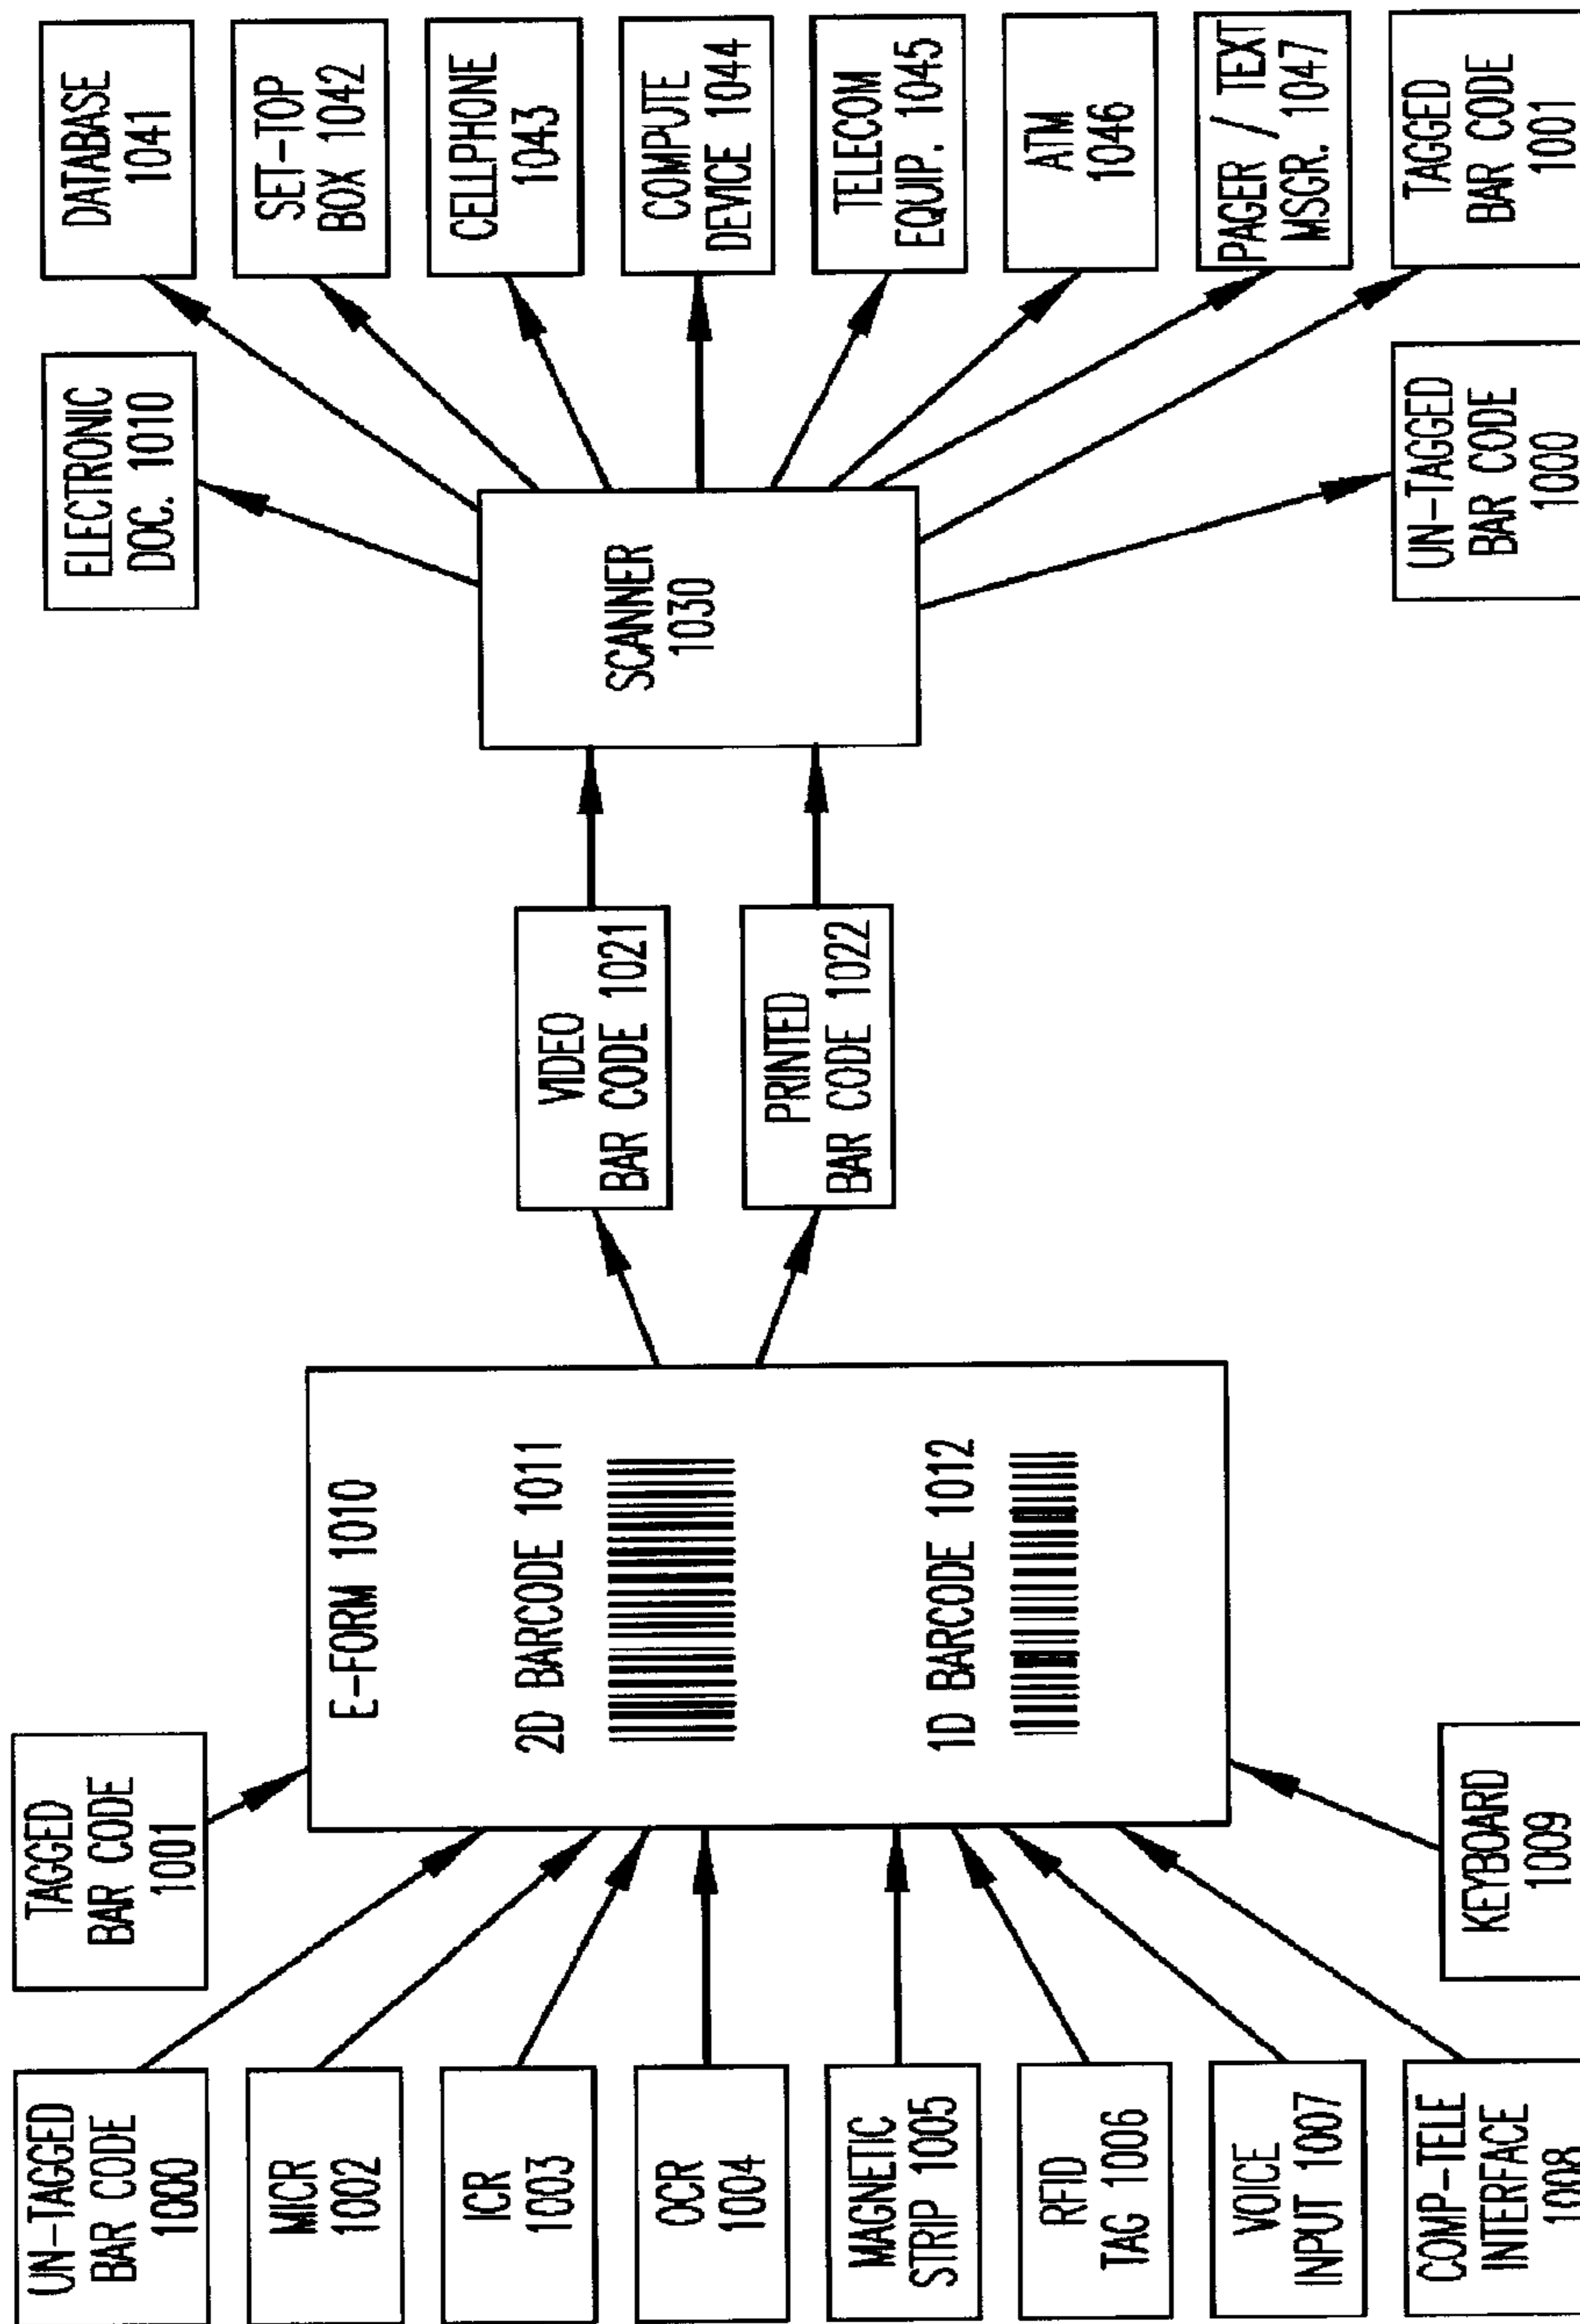 UN-TAGGED
BAR CODE
1000
MICR
1002
ICR
1003
OCR
1004
MAGNETIC
STRIP 1005
RFID
TAG 1006
VOICE
INPUT 1007
COMP-TELE
INTERFACE
1008
TAGGED
BAR CODE
1001
KEYBOARD
1009
E-FORM 1010
2D BARCODE 1011
1D BARCODE 1012
VIDEO
BAR CODE 1021
PRINTED
BAR CODE 1022
SCANNER
1030
ELECTRONIC
DOC. 1010
UN-TAGGED
BAR CODE
1000
DATABASE
1041
SET-TOP
BOX 1042
CELLPHONE
1043
COMPUTE
DEVICE 1044
TELECOM
EQUIP. 1045
ATM
1046
PAGER / TEXT
MSGR. 1047
TAGGED
BAR CODE
1001